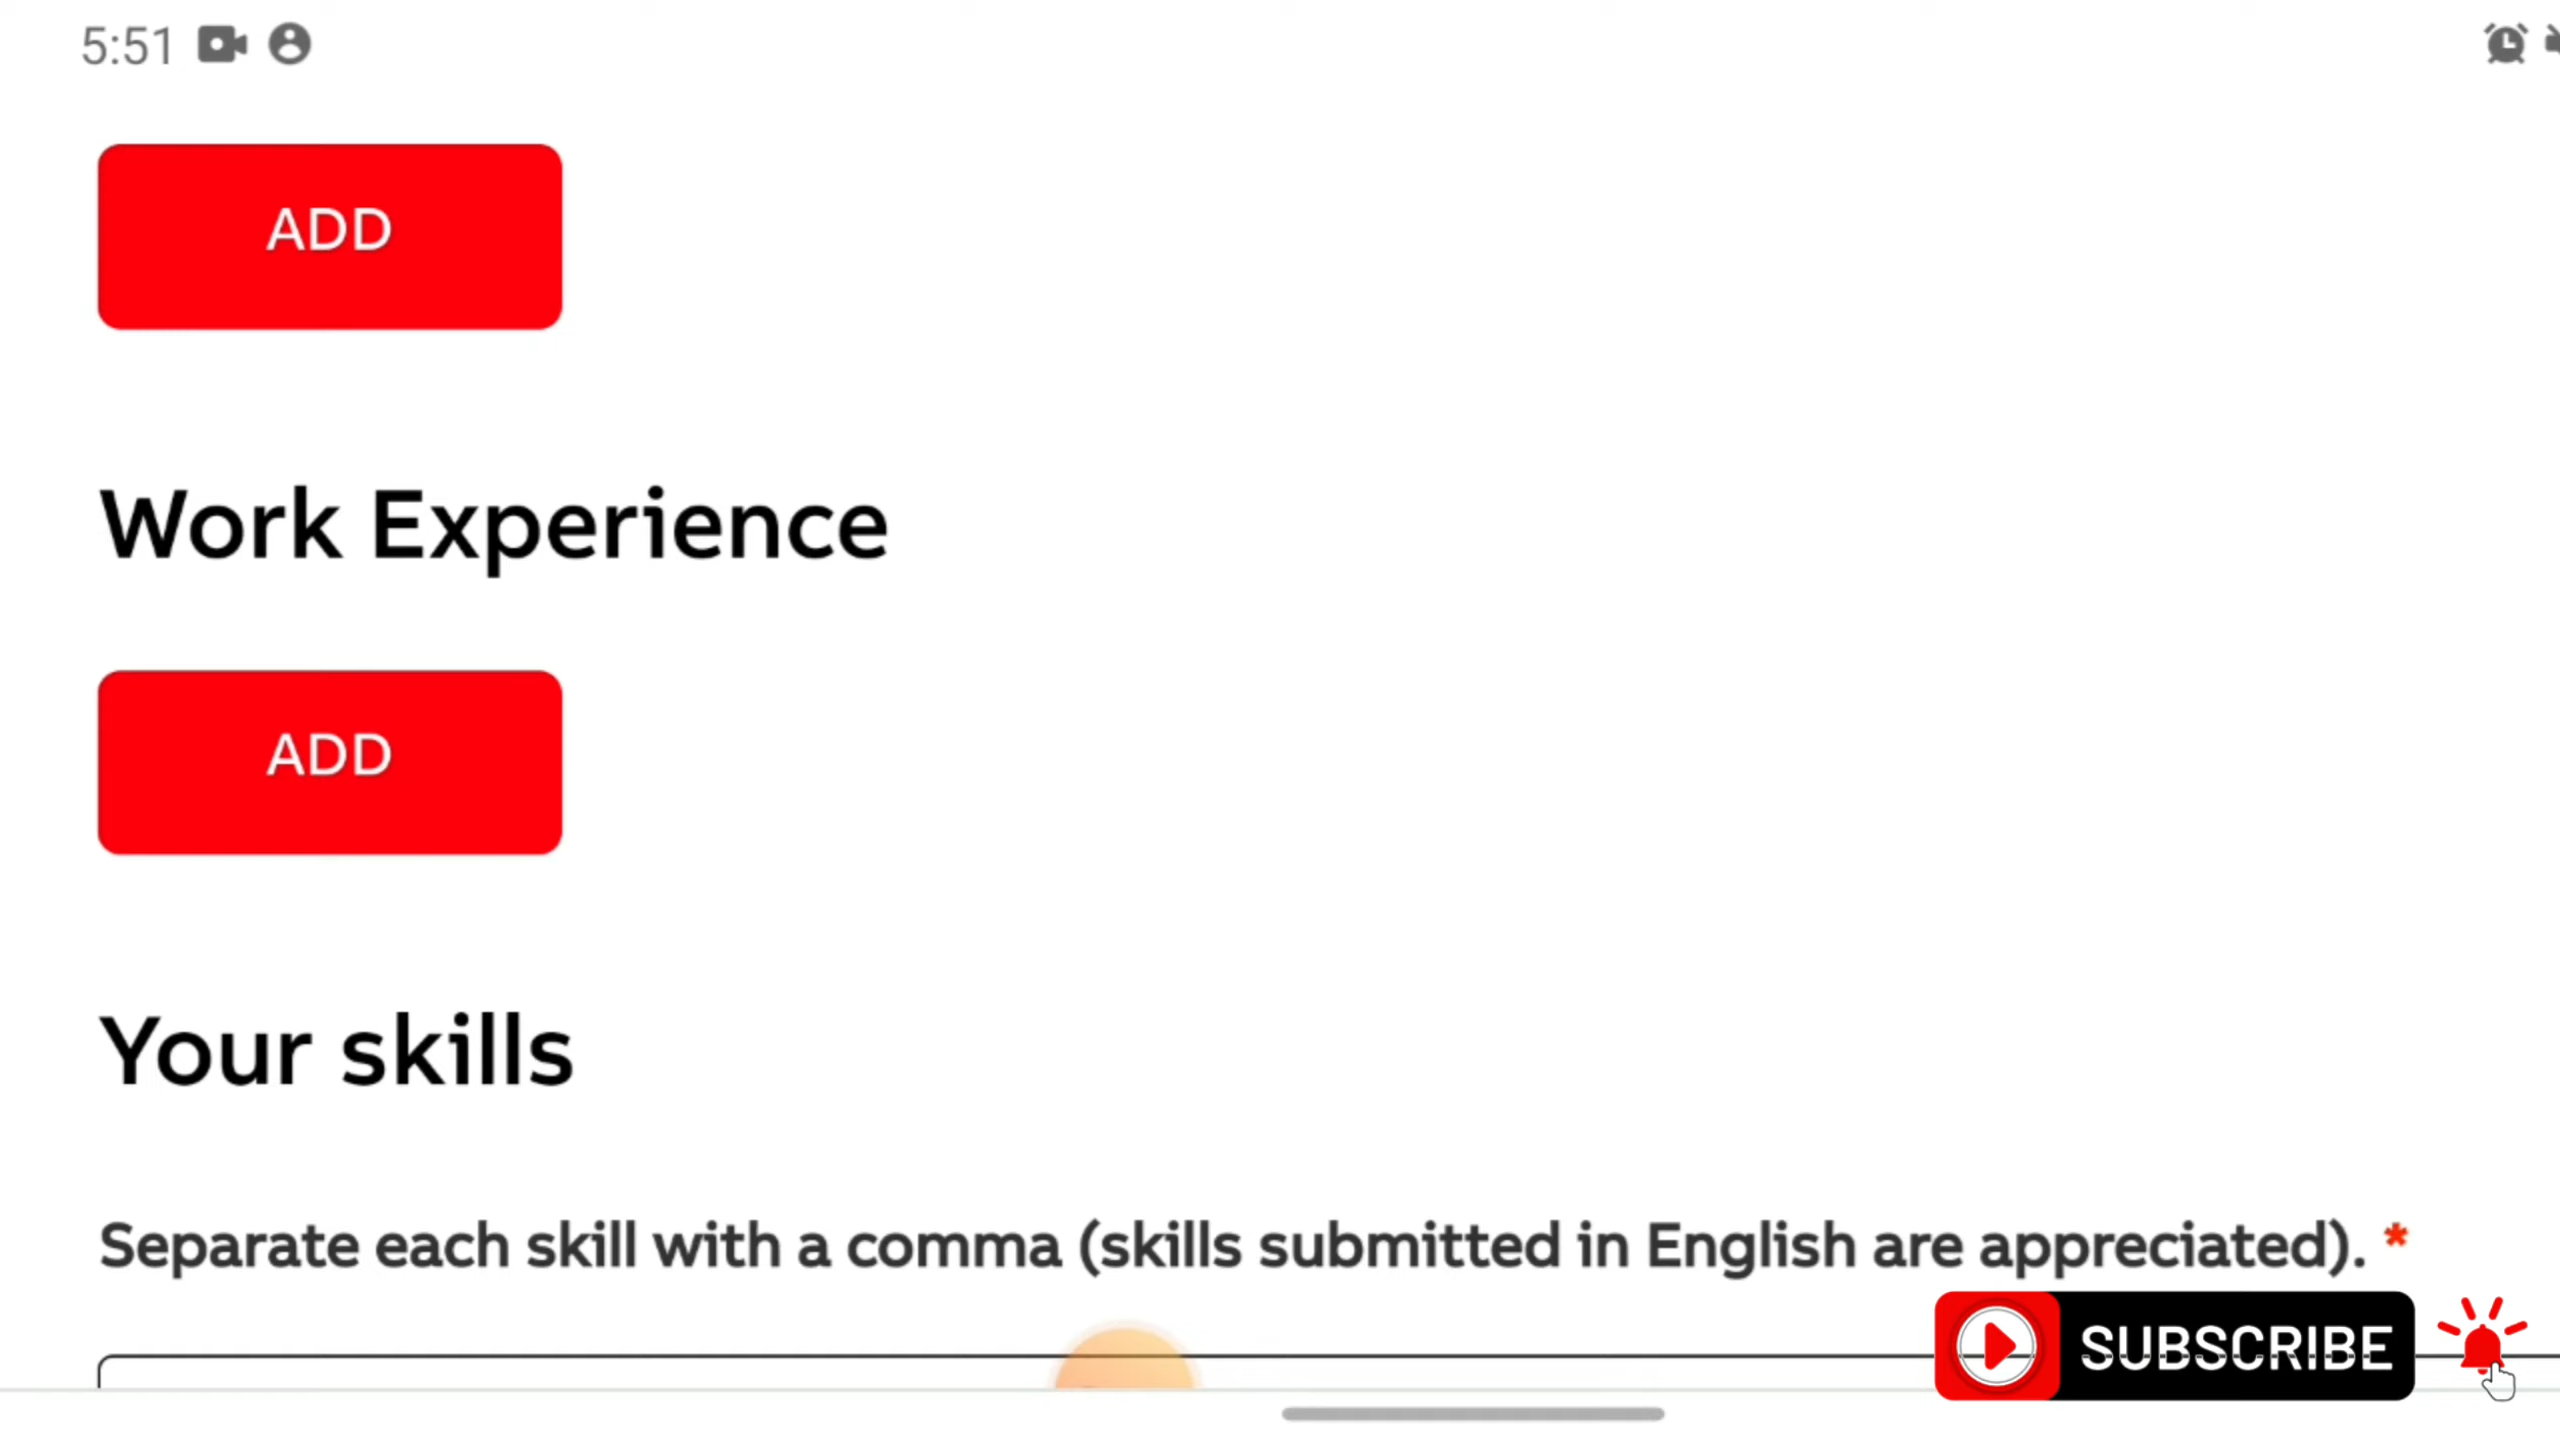 5:51
ADD
Work Experience
ADD
Your skills
Separate each skill with a comma (skills submitted in English are appreciated). *
SUBSCRIBE